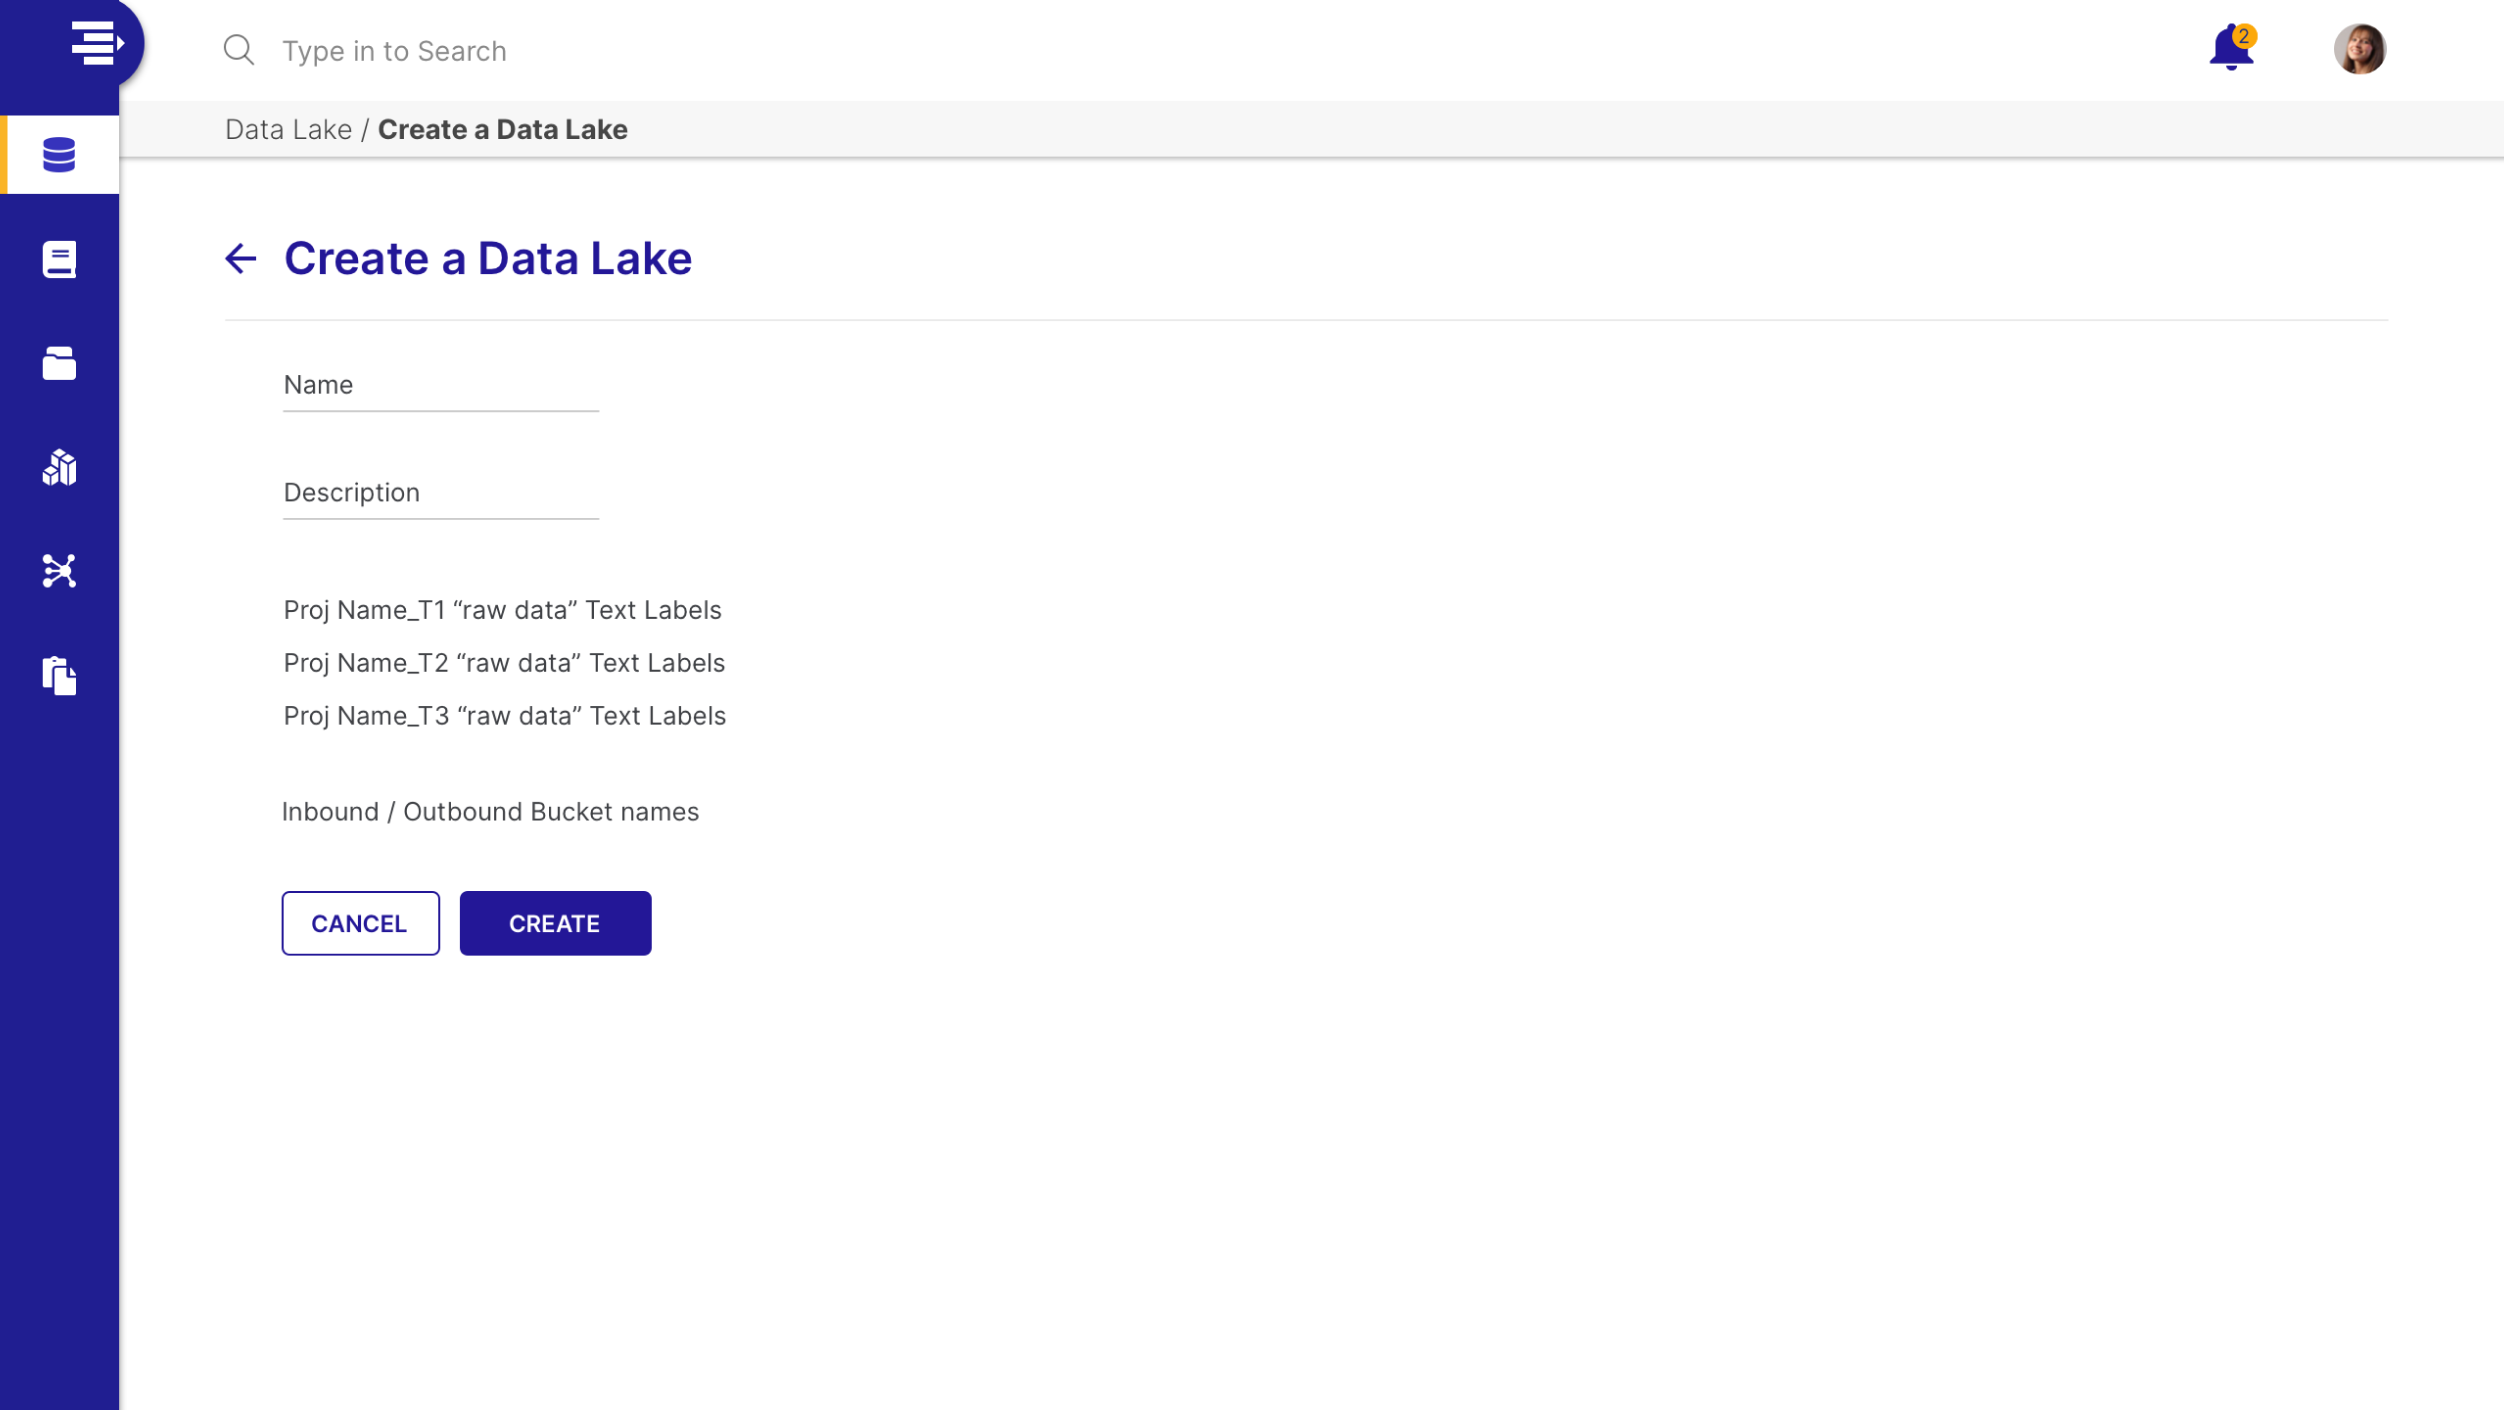 Type in to Search
2
Data Lake / Create a Data Lake
Create a Data Lake
Name
Description
Proj Name_T1 “raw data” Text Labels
Proj Name_T2 “raw data” Text Labels
Proj Name_T3 “raw data” Text Labels
Inbound / Outbound Bucket names
CANCEL
CREATE